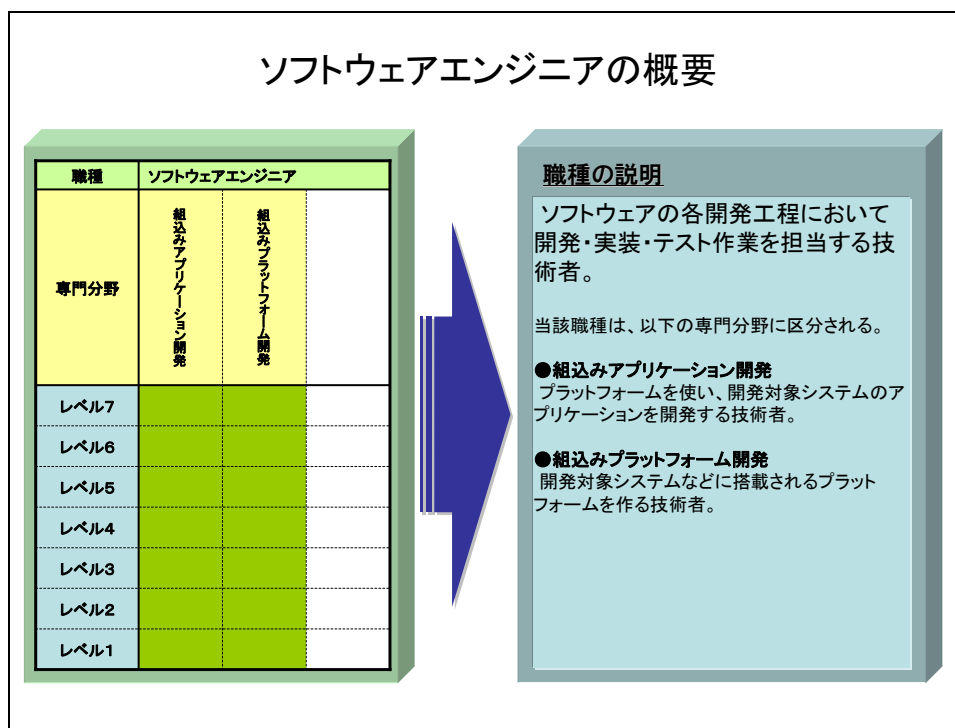 ソフトウェアエンジニアの概要
職種
ソフトウェアエンジニア
専門分野
組込みアプリケーション開発
組込みプラットフォーム開発
レベル7
レベル6
レベル5
レベル4
レベル3
レベル2
レベル1
職種の説明
ソフトウェアの各開発工程において
開発・実装・テスト作業を担当する技
術者。
当該職種は、以下の専門分野に区分される。
●組込みアプリケーション開発
プラットフォームを使い、開発対象システムのア
プリケーションを開発する技術者。
●組込みプラットフォーム開発
開発対象システムなどに搭載されるプラット
フォームを作る技術者。